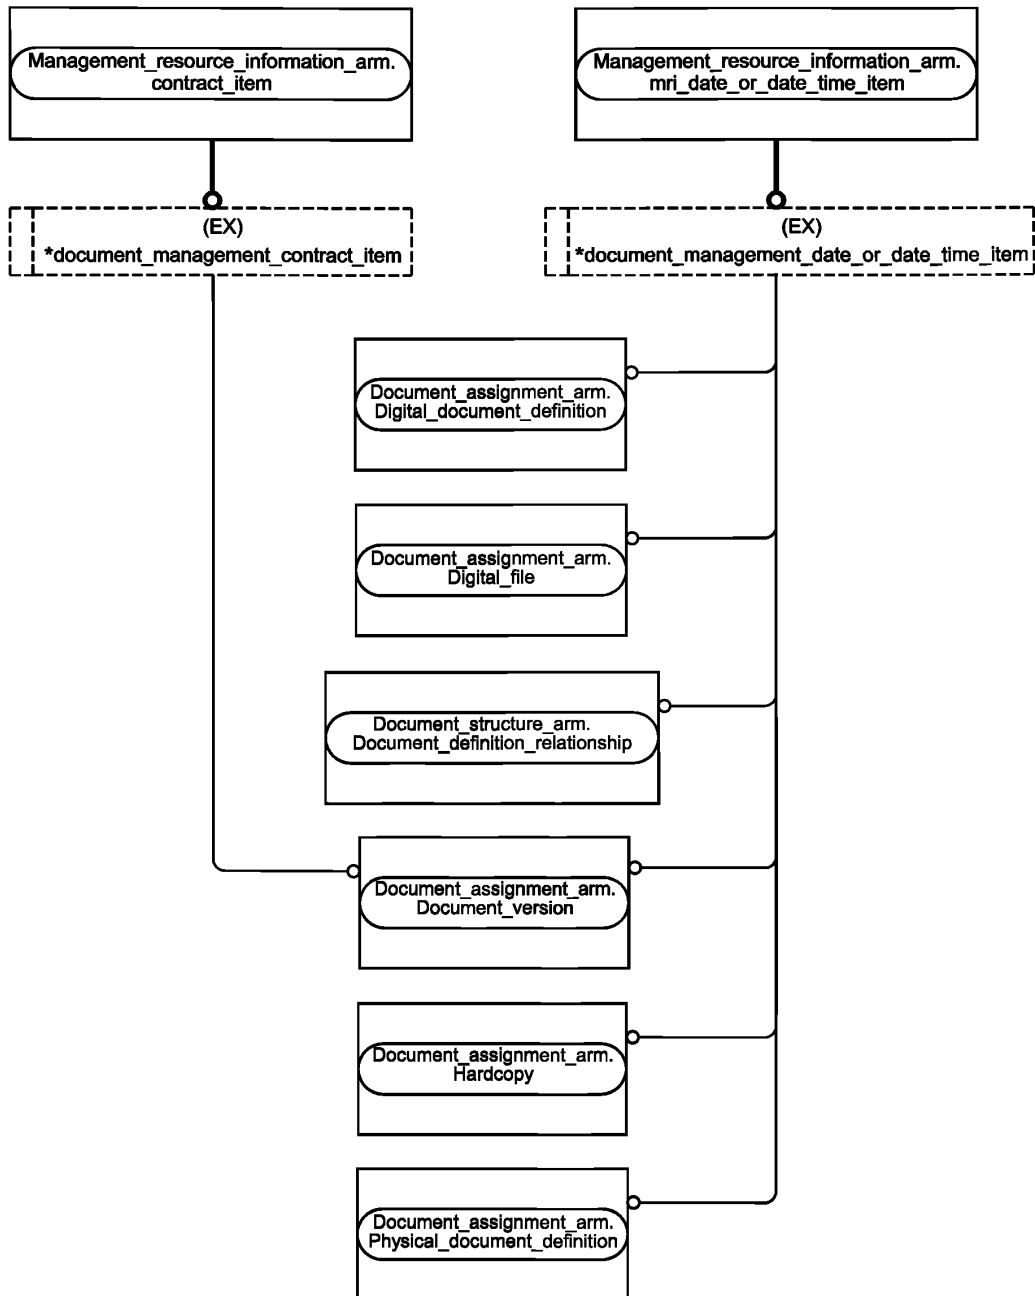 Management_resource_information_arm.
contract_item
Management_resource_information_arm.
mri_date_or_date_time_item
(EX)
*document_management_contract_item
(EX)
*document_management_date_or_date_time_item
Document_assignment_arm.
Digital_document_definition
Document_assignment_arm.
Digital_file
Document_structure_arm.
Document_definition_relationship
Document_assignment_arm.
Document_version
Document_assignment_arm.
Hardcopy
Document_assignment_arm.
Physical_document_definition